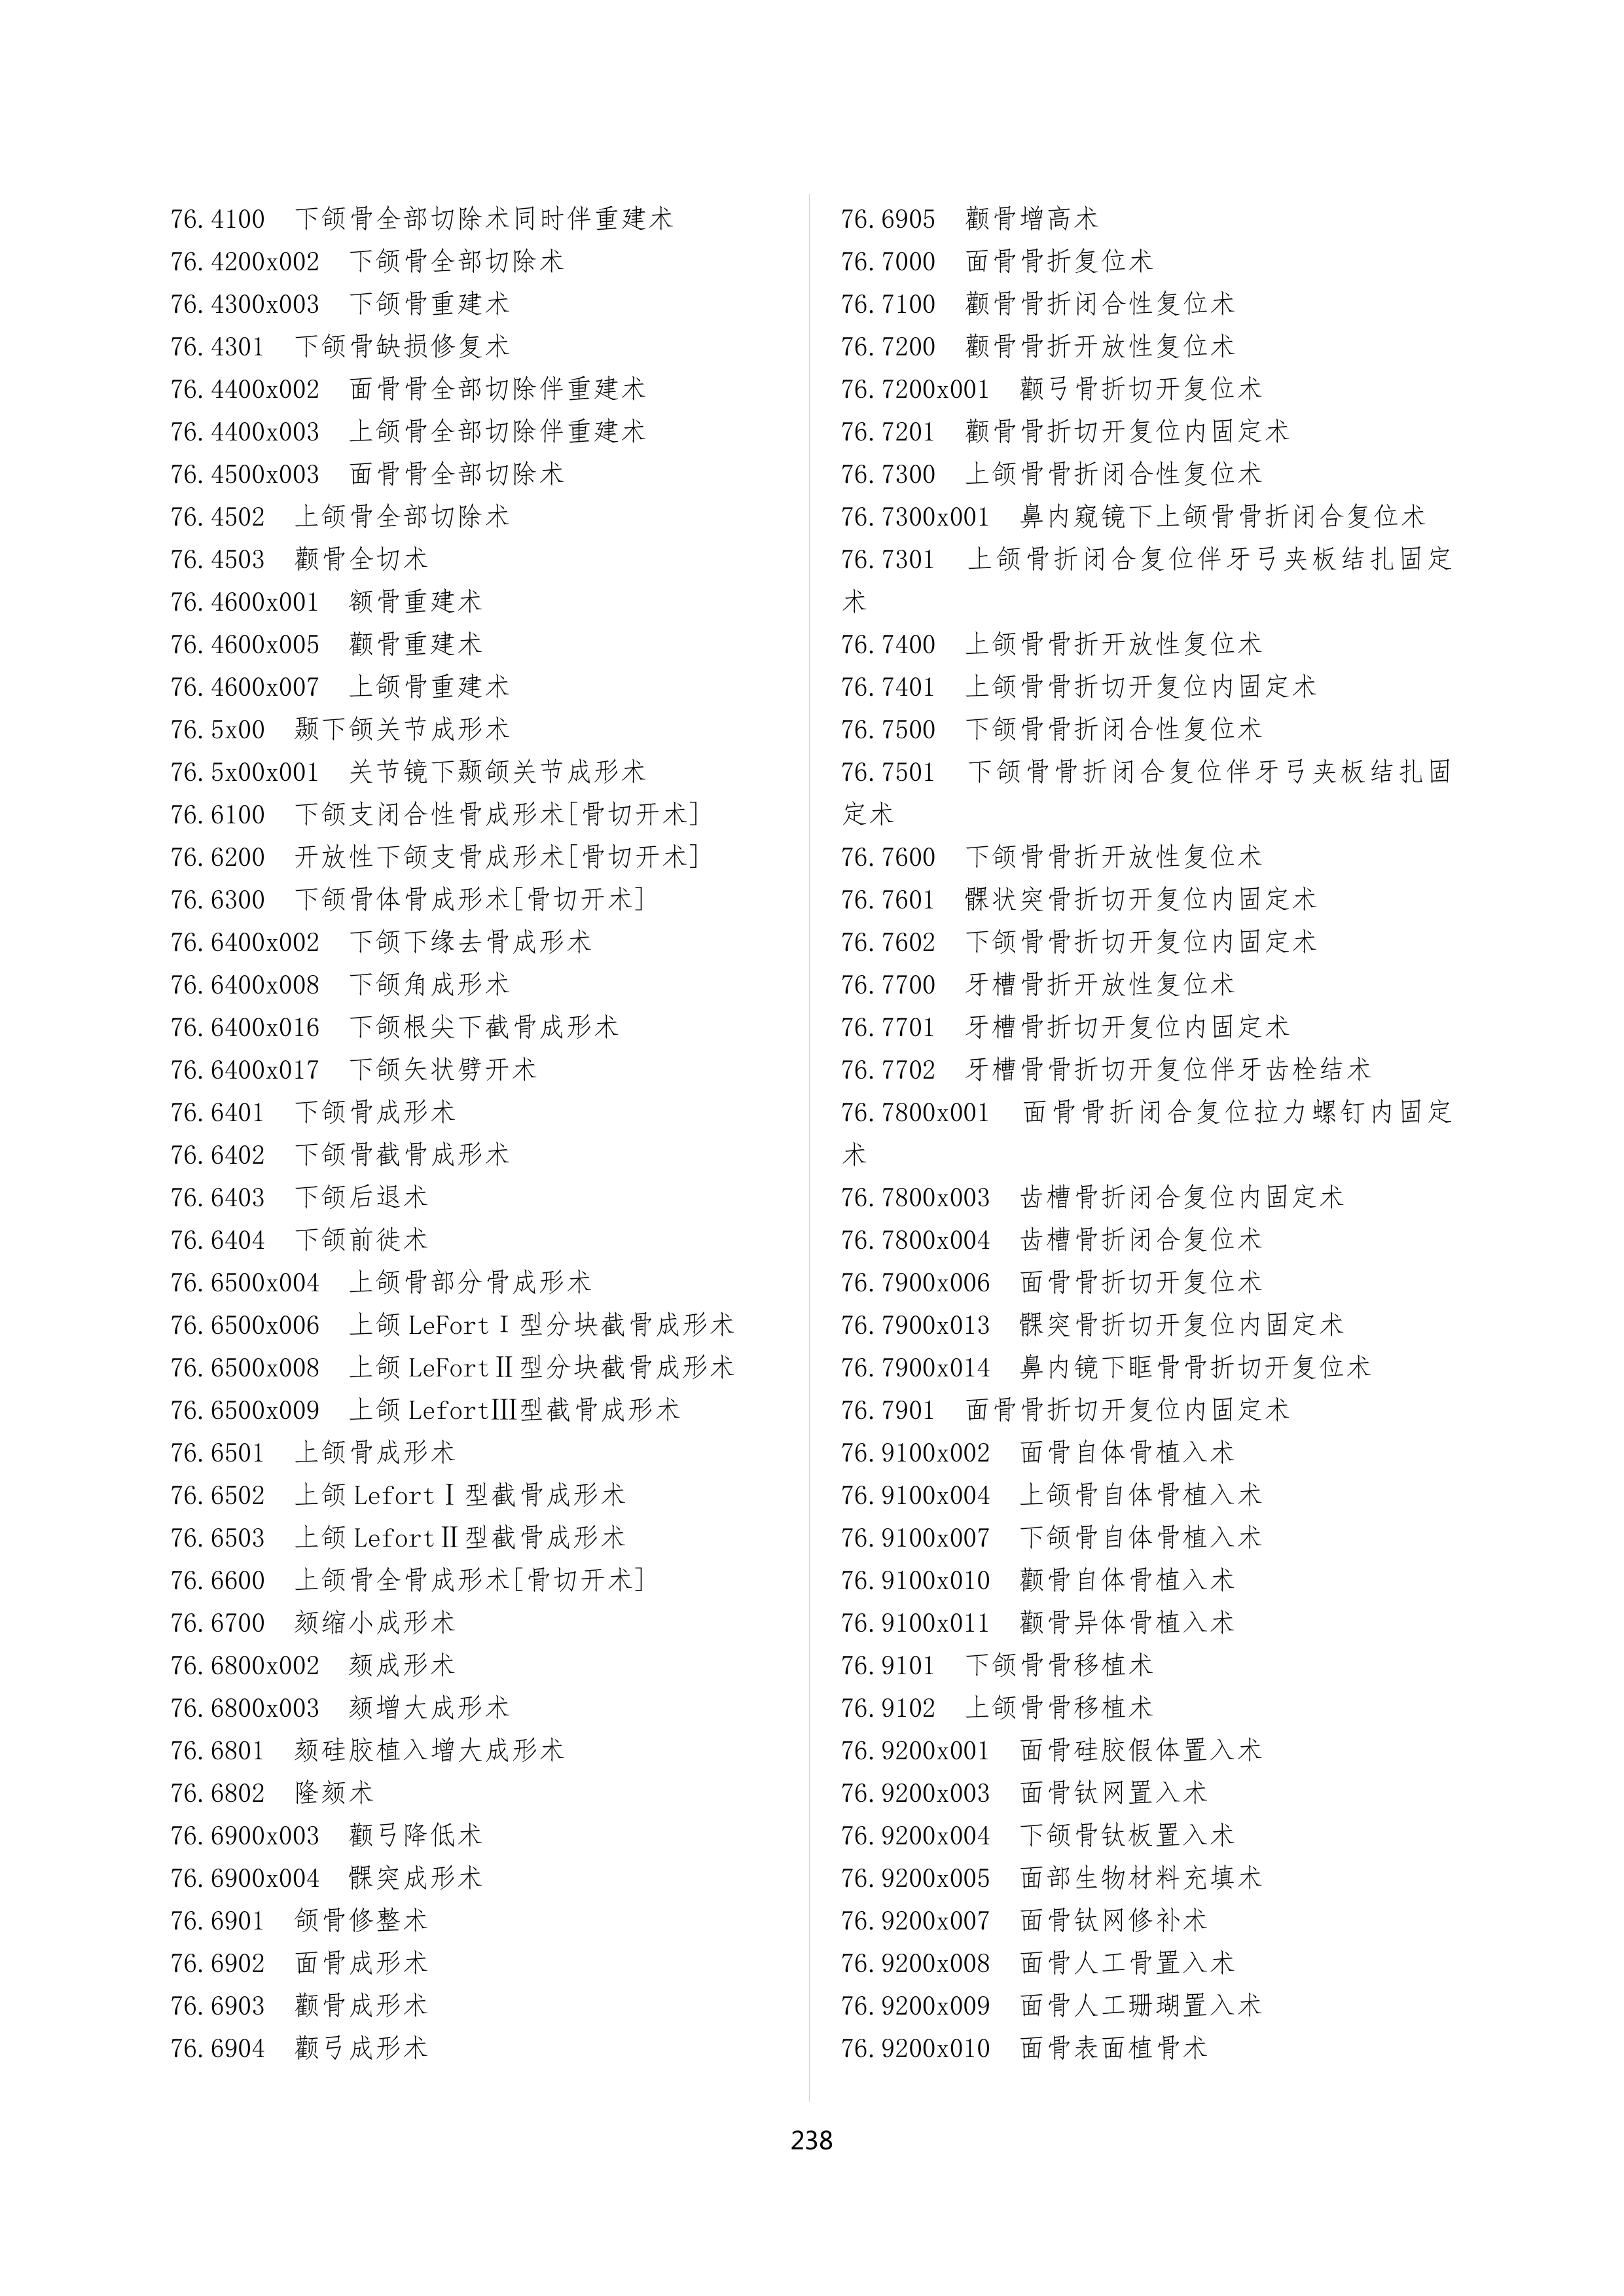 76.4100　下颌骨全部切除术同时伴重建术
76.4200x002　下颌骨全部切除术
76.4300x003　下颌骨重建术
76.4301　下颌骨缺损修复术
76.4400x002　面骨骨全部切除伴重建术
76.4400x003　上颌骨全部切除伴重建术
76.4500x003　面骨骨全部切除术
76.4502　上颌骨全部切除术
76.4503　颧骨全切术
76.4600x001　额骨重建术
76.4600x005　颧骨重建术
76.4600x007　上颌骨重建术
76.5x00　颞下颌关节成形术
76.5x00x001　关节镜下颞颌关节成形术
76.6100　下颌支闭合性骨成形术[骨切开术]
76.6200　开放性下颌支骨成形术[骨切开术]
76.6300　下颌骨体骨成形术[骨切开术]
76.6400x002　下颌下缘去骨成形术
76.6400x008　下颌角成形术
76.6400x016　下颌根尖下截骨成形术
76.6400x017　下颌矢状劈开术
76.6401　下颌骨成形术
76.6402　下颌骨截骨成形术
76.6403　下颌后退术
76.6404　下颌前徙术
76.6500x004　上颌骨部分骨成形术
76.6500x006　上颌 LeFortⅠ型分块截骨成形术
76.6500x008　上颌 LeFortⅡ型分块截骨成形术
76.6500x009　上颌 LefortⅢ型截骨成形术
76.6501　上颌骨成形术
76.6502　上颌 LefortⅠ型截骨成形术
76.6503　上颌 LefortⅡ型截骨成形术
76.6600　上颌骨全骨成形术[骨切开术]
76.6700　颏缩小成形术
76.6800x002　颏成形术
76.6800x003　颏增大成形术
76.6801　颏硅胶植入增大成形术
76.6802　隆颏术
76.6900x003　颧弓降低术
76.6900x004　髁突成形术
76.6901　颌骨修整术
76.6902　面骨成形术
76.6903　颧骨成形术
76.6904　颧弓成形术
76.6905　颧骨增高术
76.7000　面骨骨折复位术
76.7100　颧骨骨折闭合性复位术
76.7200　颧骨骨折开放性复位术
76.7200x001　颧弓骨折切开复位术
76.7201　颧骨骨折切开复位内固定术
76.7300　上颌骨骨折闭合性复位术
76.7300x001　鼻内窥镜下上颌骨骨折闭合复位术
76.7301　上颌骨折闭合复位伴牙弓夹板结扎固定
术
76.7400　上颌骨骨折开放性复位术
76.7401　上颌骨骨折切开复位内固定术
76.7500　下颌骨骨折闭合性复位术
76.7501　下颌骨骨折闭合复位伴牙弓夹板结扎固
定术
76.7600　下颌骨骨折开放性复位术
76.7601　髁状突骨折切开复位内固定术
76.7602　下颌骨骨折切开复位内固定术
76.7700　牙槽骨折开放性复位术
76.7701　牙槽骨折切开复位内固定术
76.7702　牙槽骨骨折切开复位伴牙齿栓结术
76.7800x001　面骨骨折闭合复位拉力螺钉内固定
术
76.7800x003　齿槽骨折闭合复位内固定术
76.7800x004　齿槽骨折闭合复位术
76.7900x006　面骨骨折切开复位术
76.7900x013　髁突骨折切开复位内固定术
76.7900x014　鼻内镜下眶骨骨折切开复位术
76.7901　面骨骨折切开复位内固定术
76.9100x002　面骨自体骨植入术
76.9100x004　上颌骨自体骨植入术
76.9100x007　下颌骨自体骨植入术
76.9100x010　颧骨自体骨植入术
76.9100x011　颧骨异体骨植入术
76.9101　下颌骨骨移植术
76.9102　上颌骨骨移植术
76.9200x001　面骨硅胶假体置入术
76.9200x003　面骨钛网置入术
76.9200x004　下颌骨钛板置入术
76.9200x005　面部生物材料充填术
76.9200x007　面骨钛网修补术
76.9200x008　面骨人工骨置入术
76.9200x009　面骨人工珊瑚置入术
76.9200x010　面骨表面植骨术
238